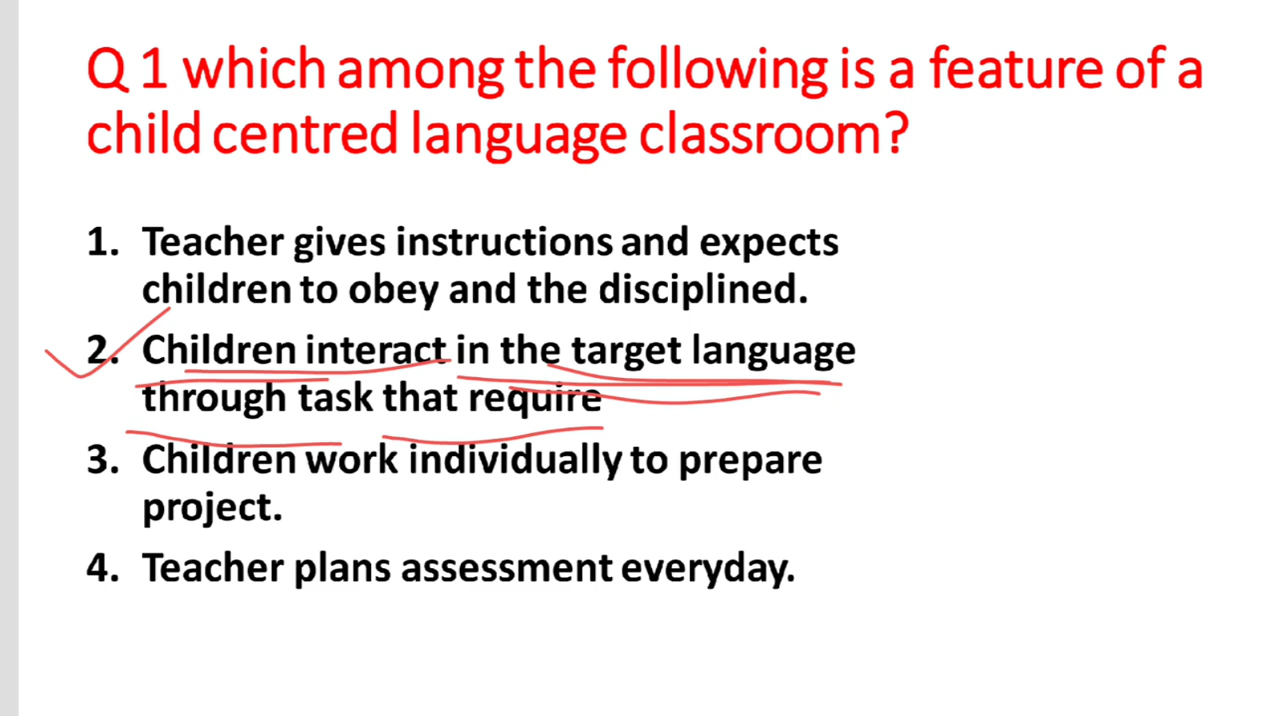 Q 1 which among the following is a feature of a
child centred language classroom?
1. Teacher gives instructions and expects
children to obey and the disciplined.
2. Children interact in the target language
through task that require
3. Children work individually to prepare
project.
4. Teacher plans assessment everyday.